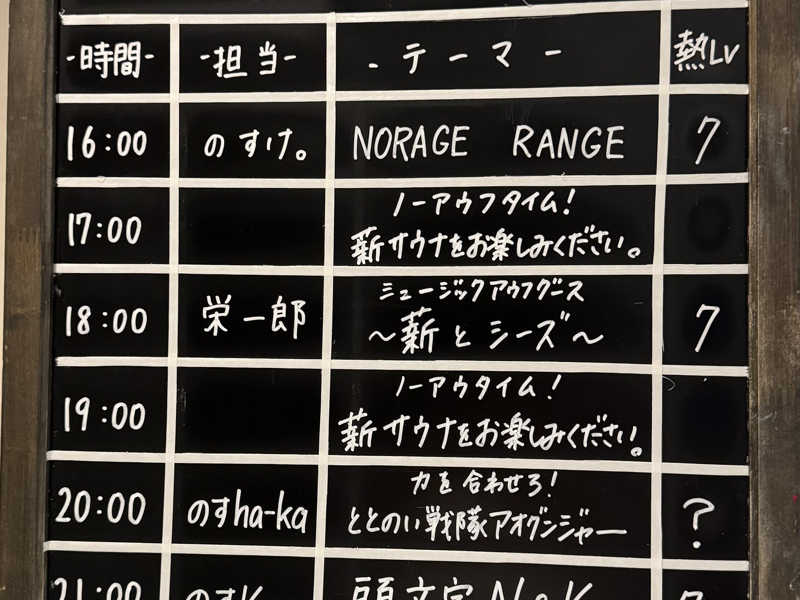 -時間- -担当- -テーマ- 熱LV
16:00 のすけ。 NORAGE RANGE 7
17:00 ノーアウフタイム!
薪サウナをお楽しみください。
18:00 栄一郎 ミュージックアウフグース
〜薪とシーズ〜 7
19:00 ノーアウタイム!
薪サウナをお楽しみください。
20:00 のすha-ka 力を合わせろ!
ととのい戦隊アオグンジャー ?
21:00 頭文字N.K